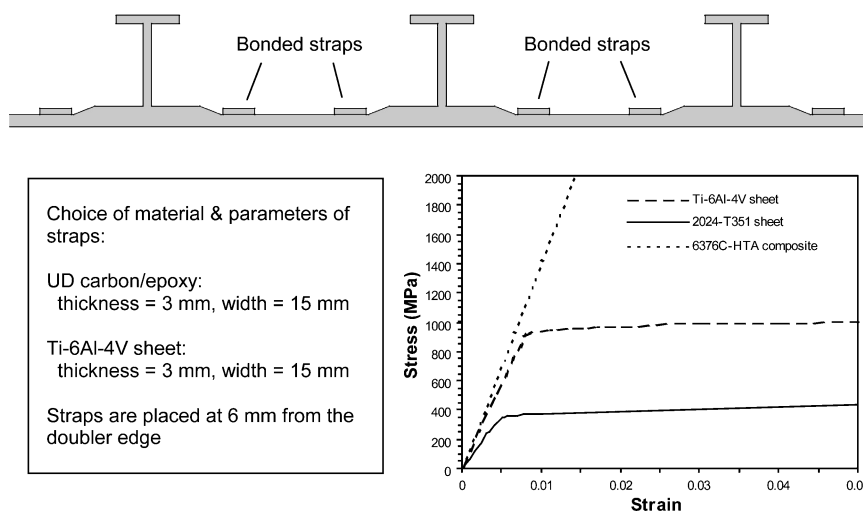 Bonded straps
Bonded straps
Choice of material & parameters of
straps:
UD carbon/epoxy:
thickness = 3 mm, width = 15 mm
Ti-6Al-4V sheet:
thickness = 3 mm, width = 15 mm
Straps are placed at 6 mm from the
doubler edge
Stress (MPa)
2000
1800
1600
1400
1200
1000
800
600
400
200
0
Ti-6Al-4V sheet
2024-T351 sheet
6376C-HTA composite
0
0.01
0.02
0.03
0.04
0.0
Strain